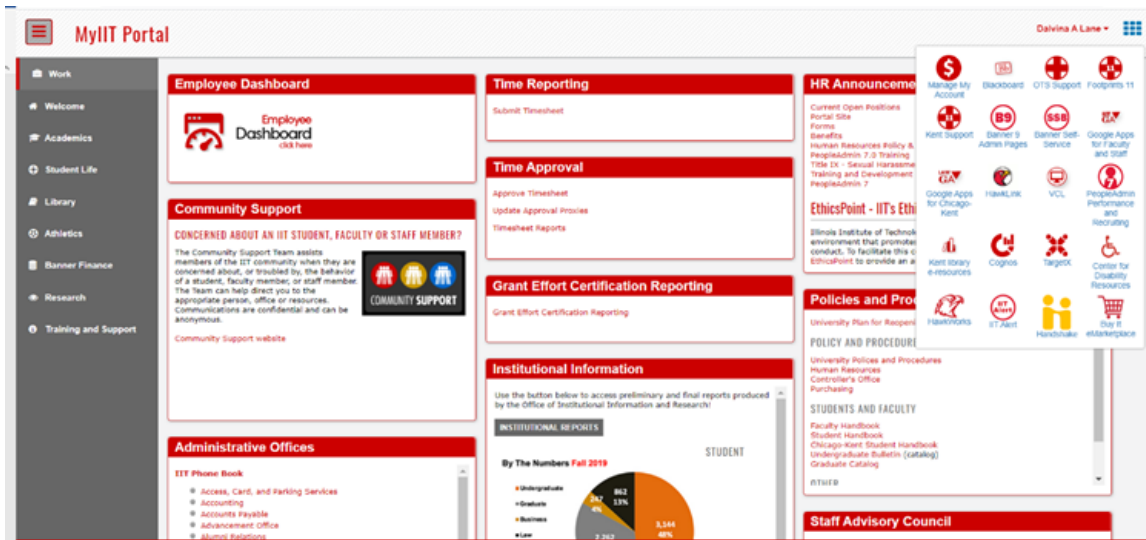 MyIIT Portal
Dalvina A Lane
Work
Welcome
Academics
Student Life
Library
Athletics
Banner Finance
Research
Training and Support
Employee Dashboard
Employee
Dashboard
click here
Community Support
CONCERNED ABOUT AN IIT STUDENT, FACULTY OR STAFF MEMBER?
The Community Support Team assists
members of the IIT community when they are
concerned about, or troubled by, the behavior
of a student, faculty member, or staff member.
The Team can help direct you to the
appropriate person, office or resources.
Communications are confidential and can be
anonymous.
COMMUNITY SUPPORT
Community Support website
Administrative Offices
IIT Phone Book
Access, Card, and Parking Services
Accounting
Accounts Payable
Advancement Office
Alumni Relations
Time Reporting
Submit Timesheet
Time Approval
Approve Timesheet
Update Approval Proxies
Timesheet Reports
Grant Effort Certification Reporting
Grant Effort Certification Reporting
Institutional Information
Use the button below to access preliminary and final reports produced
by the Office of Institutional Information and Research!
INSTITUTIONAL REPORTS
STUDENT
By The Numbers Fall 2019
Undergraduate
Graduate
Business
Law
247
4%
862
13%
3,144
48%
2,262
HR Announceme
Current Open Positions
Portal Site
Forms
Benefits
Human Resources Policy &
PeopleAdmin 7.0 Training
Title IX - Sexual Harassme
Training and Development
PeopleAdmin 7
EthicsPoint - IIT's Ethi
Illinois Institute of Technol
environment that promotes
conduct. To facilitate this c
EthicsPoint to provide an a
Policies and Pro
University Plan for Reopeni
POLICY AND PROCEDURE
University Polices and Procedures
Human Resources
Controller's Office
Purchasing
STUDENTS AND FACULTY
Faculty Handbook
Student Handbook
Chicago-Kent Student Handbook
Undergraduate Bulletin (catalog)
Graduate Catalog
OTHER
Staff Advisory Council
Manage My
Account
Blackboard
OTS Support
11
Footprints 11
11
Kent Support
B9
Banner 9
Admin Pages
SSB
Banner Self-
Service
GA
Google Apps
for Faculty
and Staff
GA
Google Apps
for Chicago-
Kent
HawkLink
VCL
PeopleAdmin
Performance
and
Recruiting
Kent library
e-resources
Cognos
TargetX
Center for
Disability
Resources
HawkWorks
IIT
Alert
IIT Alert
Handshake
Buy It
eMarketplace